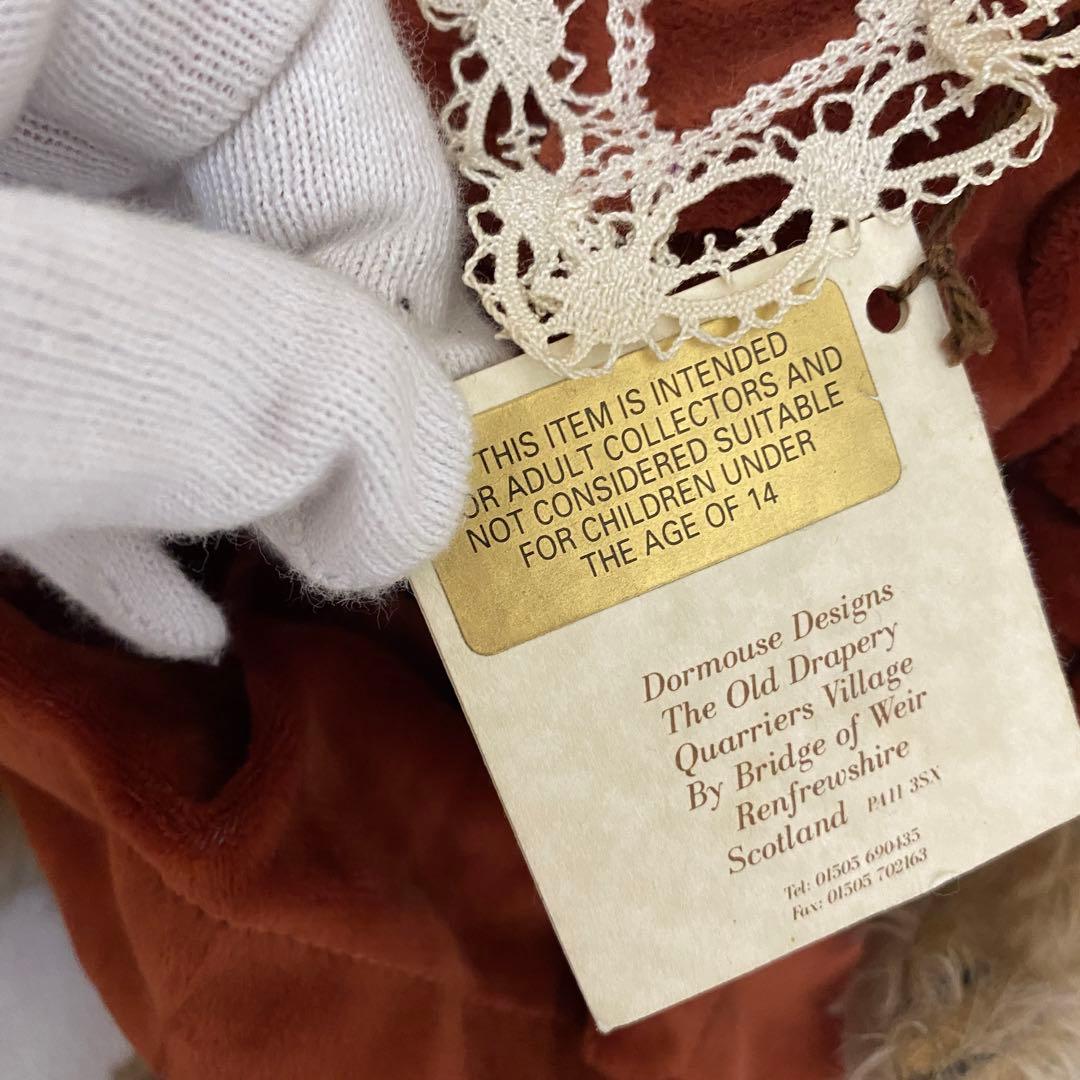 THIS ITEM IS INTENDED
OR ADULT COLLECTORS AND
NOT CONSIDERED SUITABLE
FOR CHILDREN UNDER
THE AGE OF 14
Dormouse Designs
The Old Drapery
Quarriers Village
By Bridge of Weir
Renfrewshire
Scotland PA11 3SX
Tel: 01505 690435
Fax: 01505 702163